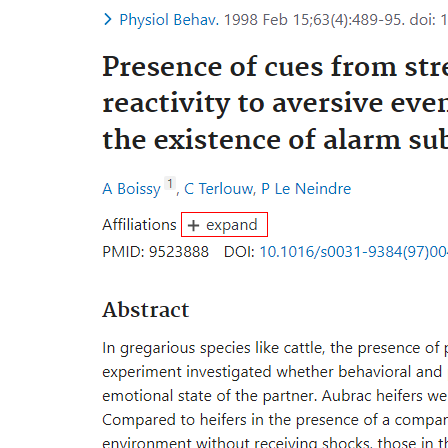 Physiol Behav. 1998 Feb 15;63(4):489-95. doi: 1
Presence of cues from stre
reactivity to aversive even
the existence of alarm sub
A Boissy 1, C Terlouw, P Le Neindre
Affiliations + expand
PMID: 9523888 DOI: 10.1016/s0031-9384(97)00
Abstract
In gregarious species like cattle, the presence of p
experiment investigated whether behavioral and
emotional state of the partner. Aubrac heifers we
Compared to heifers in the presence of a compan
environment without receiving shocks, those in th